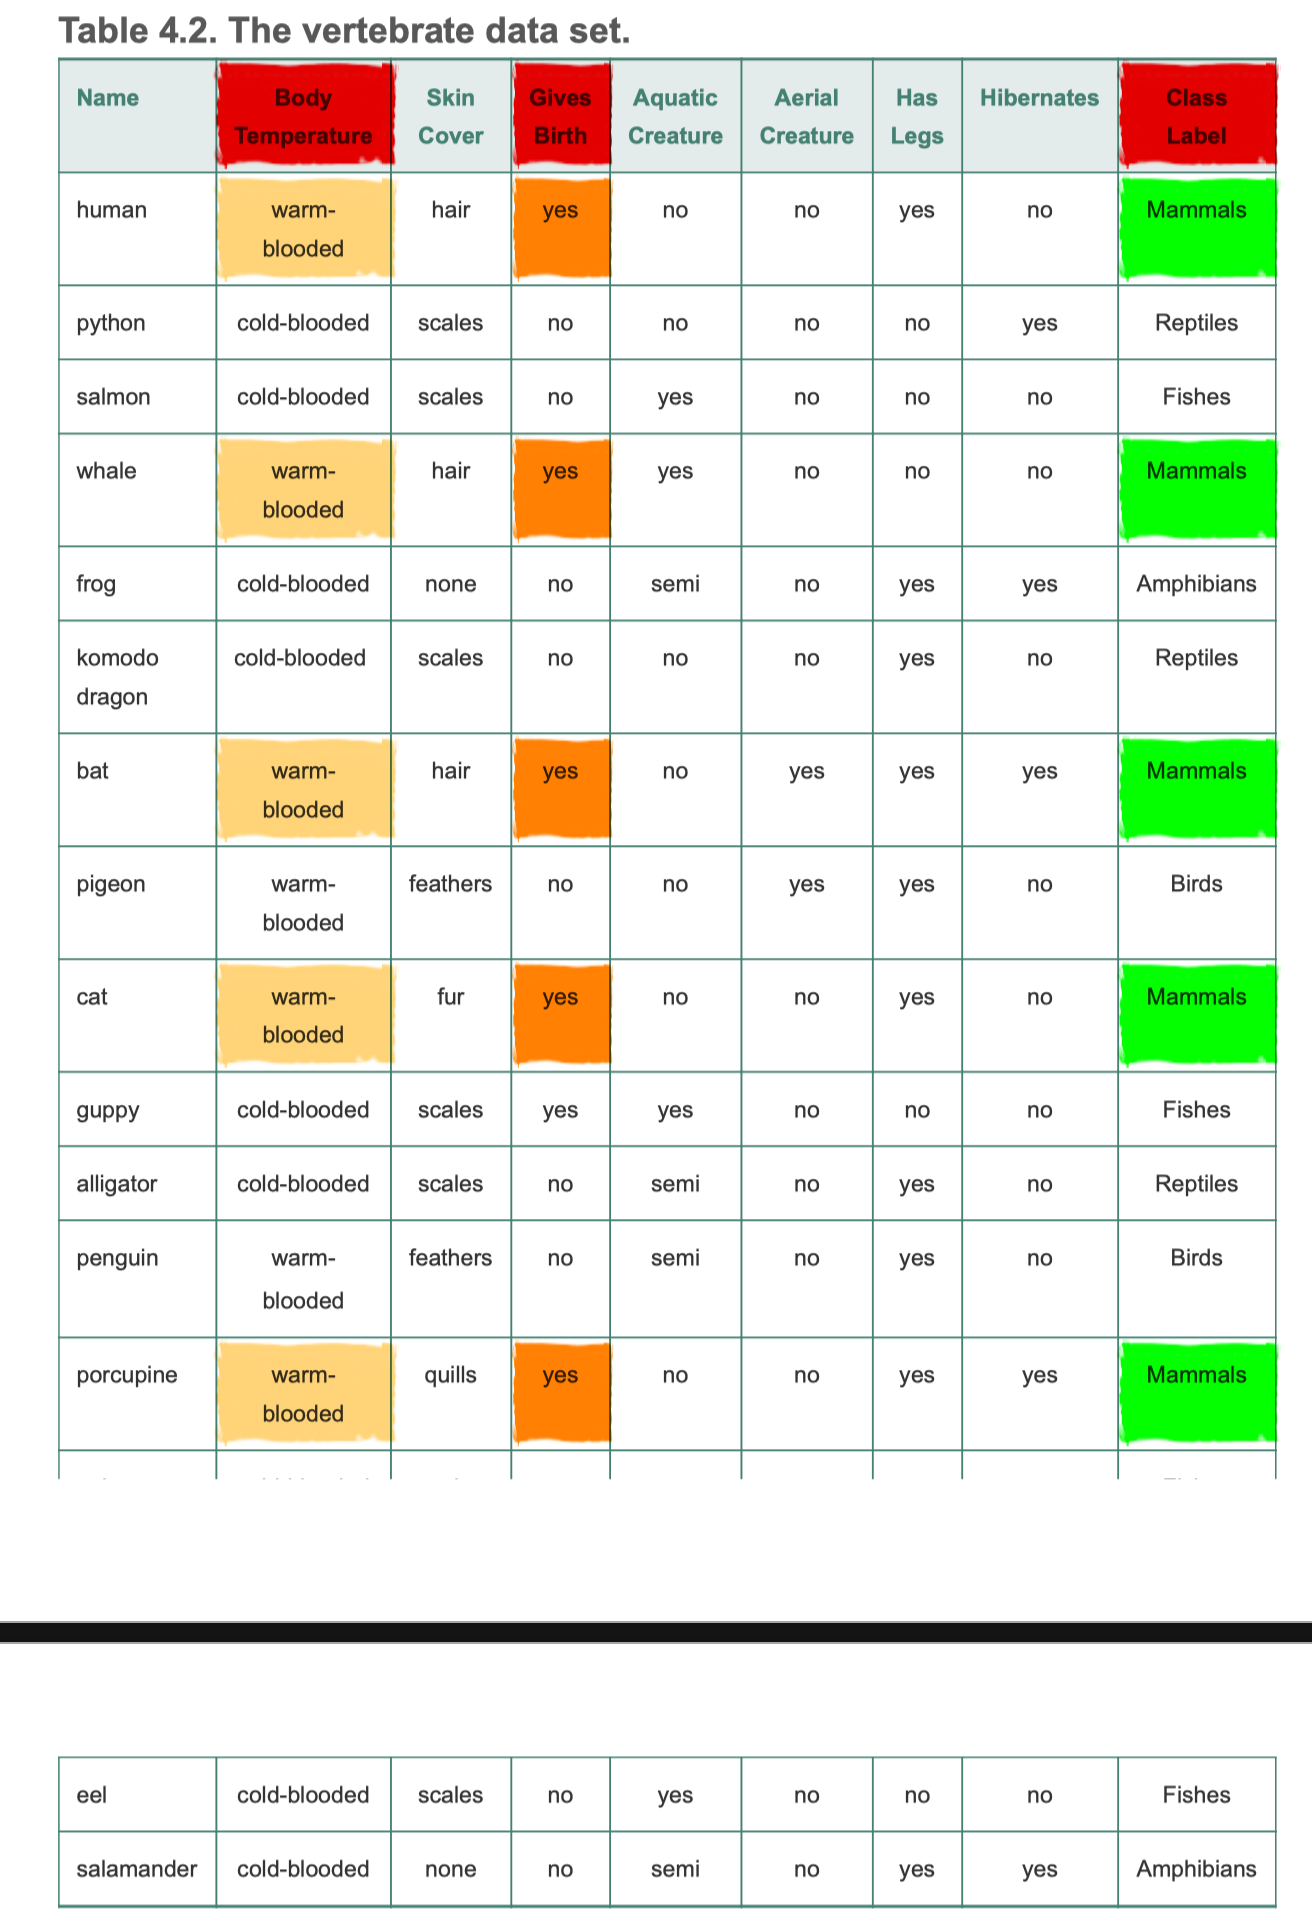 Table 4.2. The vertebrate data set.
Name Body Temperature Skin Cover Gives Birth Aquatic Creature Aerial Creature Has Legs Hibernates Class Label
human warm-blooded hair yes no no yes no Mammals
python cold-blooded scales no no no no yes Reptiles
salmon cold-blooded scales no yes no no no Fishes
whale warm-blooded hair yes yes no no no Mammals
frog cold-blooded none no semi no yes yes Amphibians
komodo dragon cold-blooded scales no no no yes no Reptiles
bat warm-blooded hair yes no yes yes yes Mammals
pigeon warm-blooded feathers no no yes yes no Birds
cat warm-blooded fur yes no no yes no Mammals
guppy cold-blooded scales yes yes no no no Fishes
alligator cold-blooded scales no semi no yes no Reptiles
penguin warm-blooded feathers no semi no yes no Birds
porcupine warm-blooded quills yes no no yes yes Mammals
eel cold-blooded scales no yes no no no Fishes
salamander cold-blooded none no semi no yes yes Amphibians